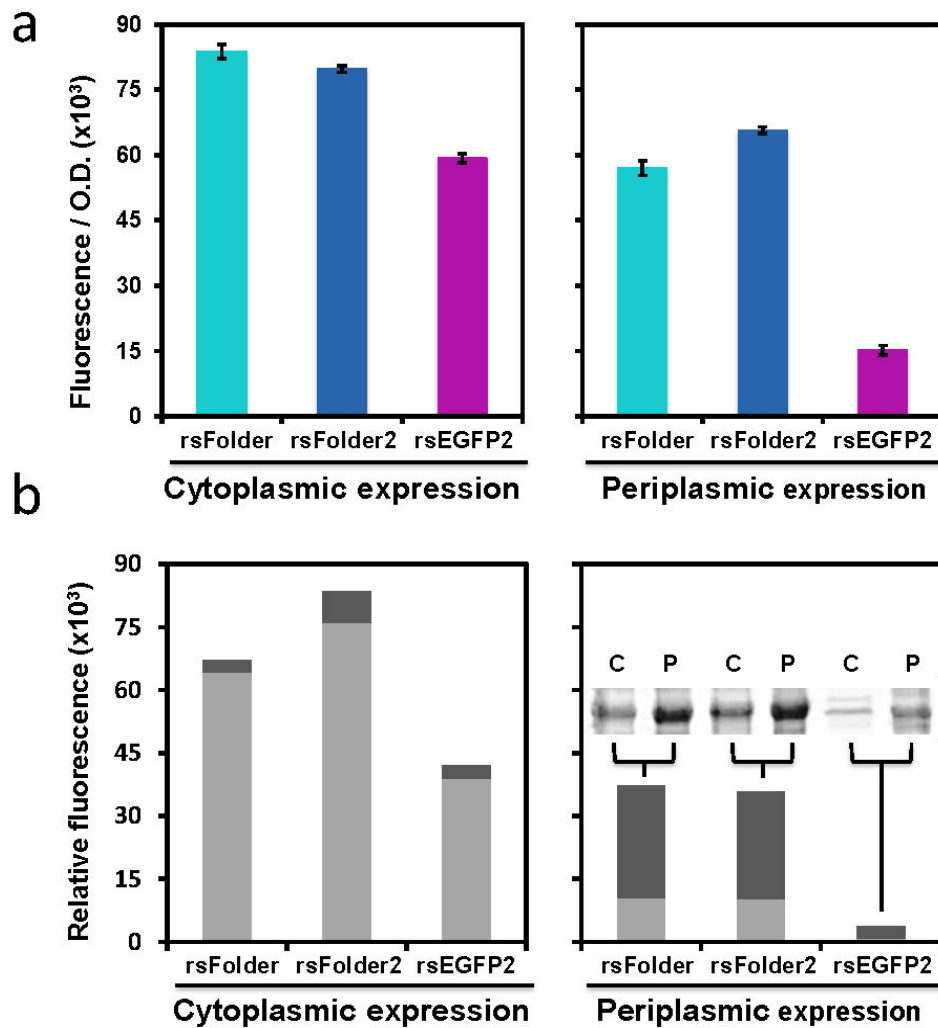 a
Fluorescence / O.D. (x10³)
90
75
60
45
30
15
0
rsFolder rsFolder2 rsEGFP2
Cytoplasmic expression
rsFolder rsFolder2 rsEGFP2
Periplasmic expression
b
Relative fluorescence (x10³)
90
75
60
45
30
15
0
rsFolder rsFolder2 rsEGFP2
Cytoplasmic expression
C P C P C P
rsFolder rsFolder2 rsEGFP2
Periplasmic expression